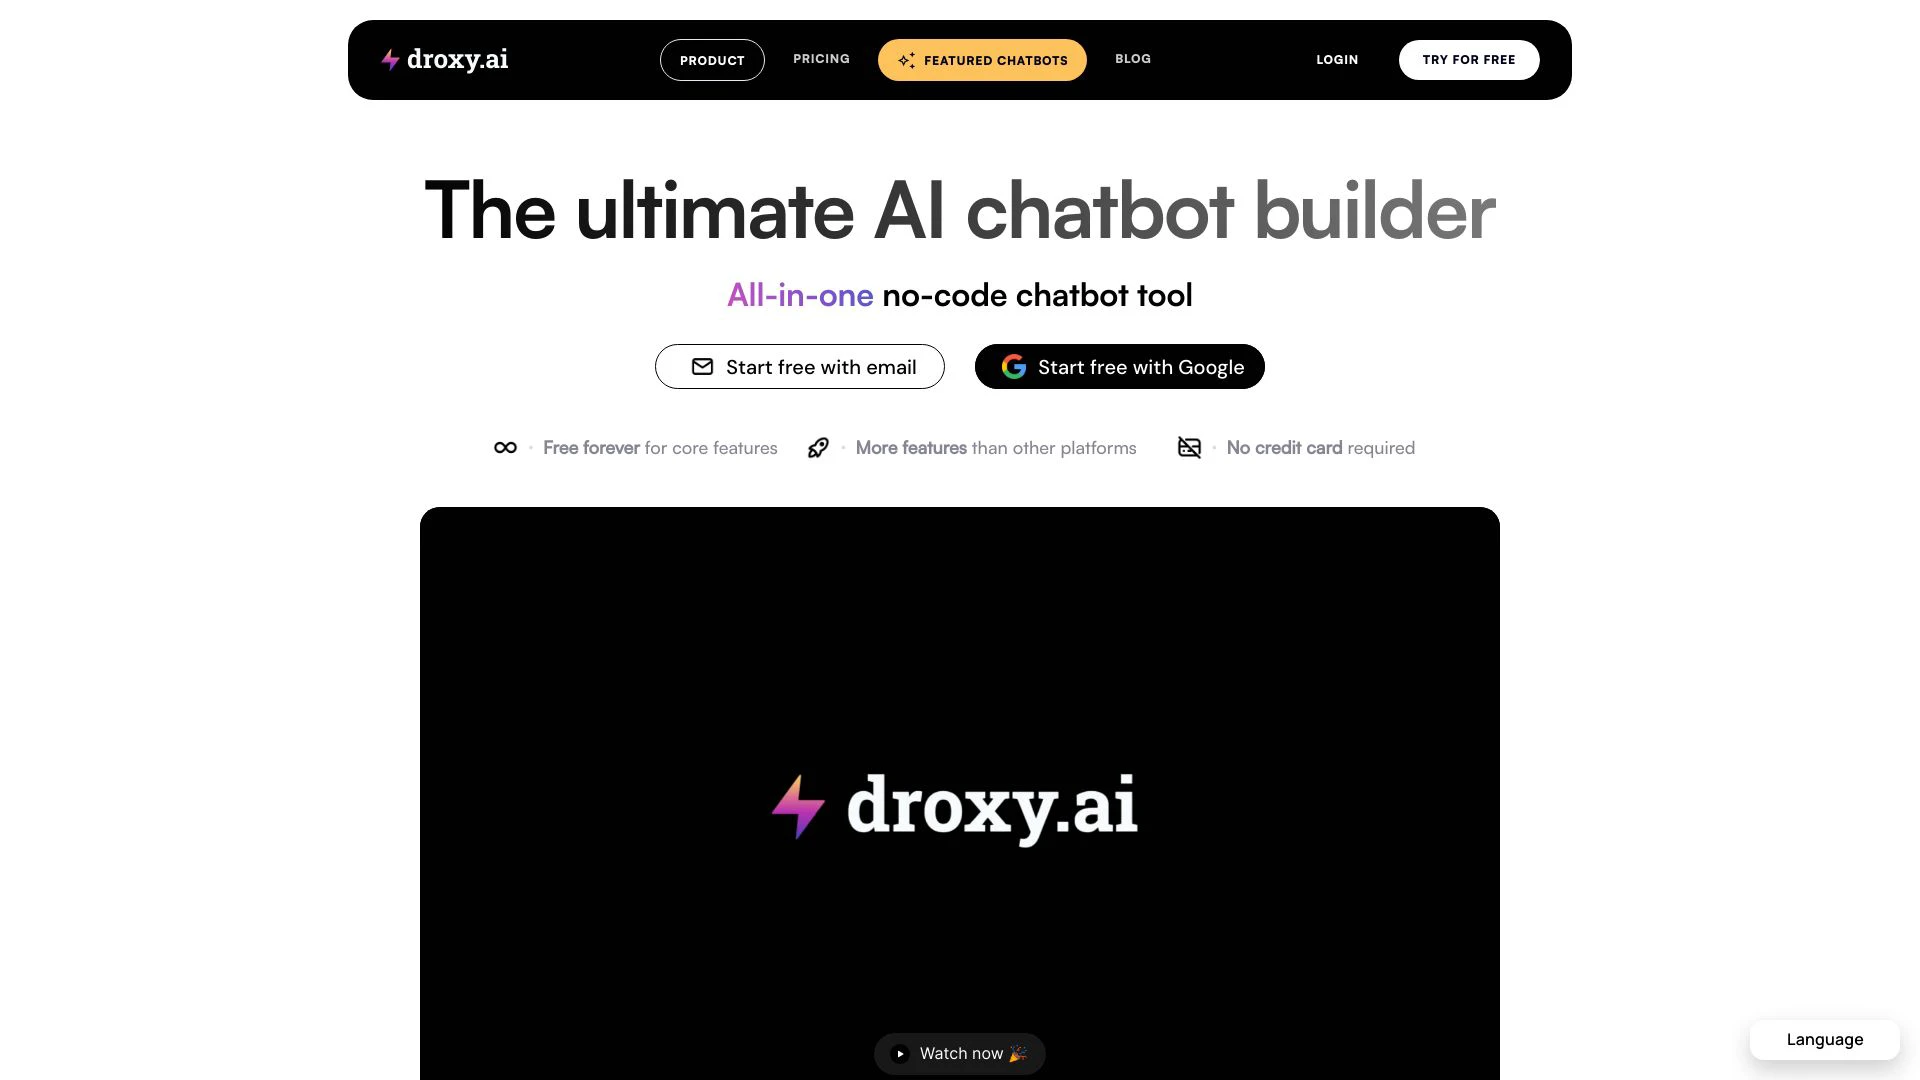 droxy.ai
PRODUCT
PRICING
FEATURED CHATBOTS
BLOG
LOGIN
TRY FOR FREE
The ultimate AI chatbot builder
All-in-one no-code chatbot tool
Start free with email
Start free with Google
Free forever for core features
More features than other platforms
No credit card required
droxy.ai
Watch now 🎉
Language